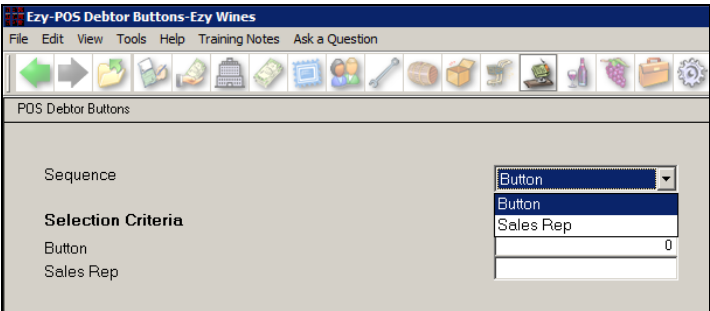 Ezy-POS Debtor Buttons-Ezy Wines
File Edit View Tools Help Training Notes Ask a Question
POS Debtor Buttons
Sequence Button
Button
Selection Criteria
Sales Rep
Button 0
Sales Rep